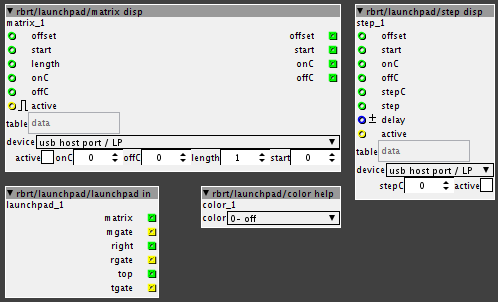 rbrt/launchpad/matrix disp
matrix_1
offset offset
start start
length onC
onC offC
offC
active
table data
device usb host port / LP
active onC 0 offC 0 length 1 start 0
rbrt/launchpad/step disp
step_1
offset
start
onC
offC
stepC
step
± delay
active
table data
device usb host port / LP
stepC 0 active
rbrt/launchpad/launchpad in
launchpad_1
matrix
mgate
right
rgate
top
tgate
rbrt/launchpad/color help
color_1
color 0- off